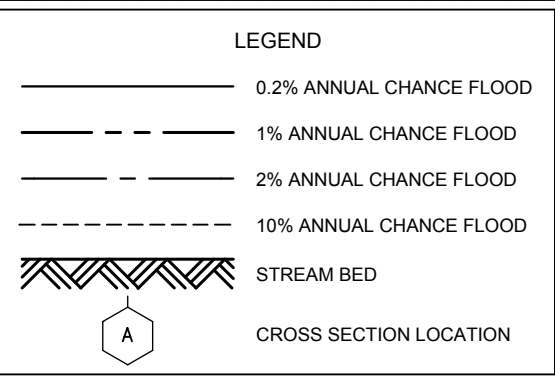 LEGEND
0.2% ANNUAL CHANCE FLOOD
1% ANNUAL CHANCE FLOOD
2% ANNUAL CHANCE FLOOD
10% ANNUAL CHANCE FLOOD
STREAM BED
A
CROSS SECTION LOCATION